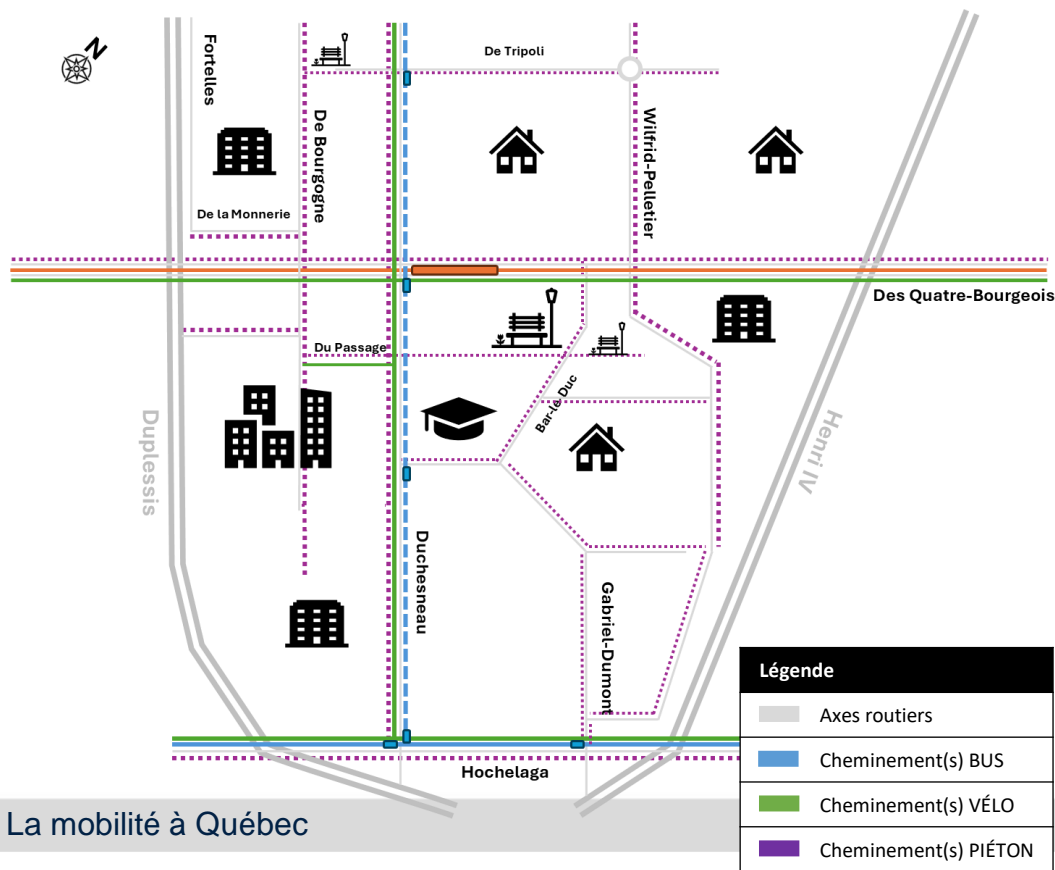 N
De Tripoli
Fortelles
De Bourgogne
Wilfrid-Pelletier
De la Monnerie
Des Quatre-Bourgeois
Du Passage
Bar-le-Duc
Duplessis
Henri IV
Duchesneau
Gabriel-Dumont
Hochelaga
La mobilité à Québec
Légende
Axes routiers
Cheminement(s) BUS
Cheminement(s) VÉLO
Cheminement(s) PIÉTON